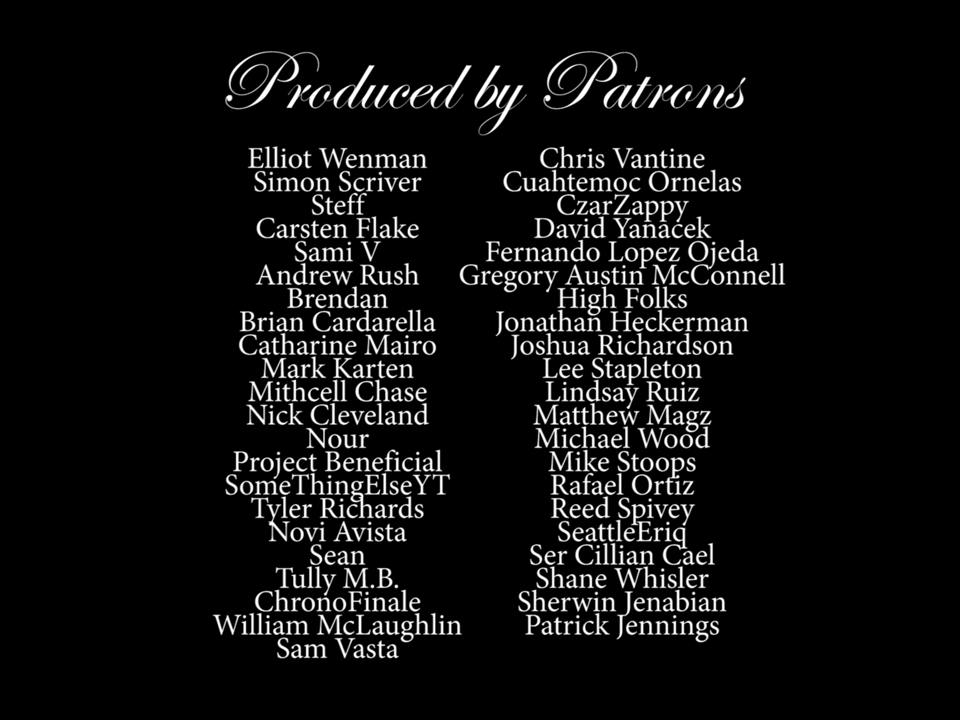 Produced by Patrons
Elliot Wenman
Simon Scriver
Steff
Carsten Flake
Sami V
Andrew Rush
Brendan
Brian Cardarella
Catharine Mairo
Mark Karten
Mithcell Chase
Nick Cleveland
Nour
Project Beneficial
SomeThingElseYT
Tyler Richards
Novi Avista
Sean
Tully M.B.
ChronoFinale
William McLaughlin
Sam Vasta
Chris Vantine
Cuahtemoc Ornelas
CzarZappy
David Yanacek
Fernando Lopez Ojeda
Gregory Austin McConnell
High Folks
Jonathan Heckerman
Joshua Richardson
Lee Stapleton
Lindsay Ruiz
Matthew Magz
Michael Wood
Mike Stoops
Rafael Ortiz
Reed Spivey
SeattleEriq
Ser Cillian Cael
Shane Whisler
Sherwin Jenabian
Patrick Jennings